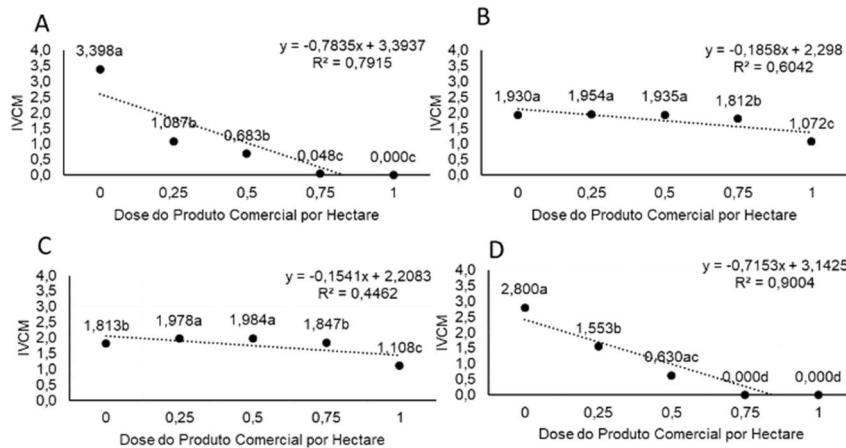 A
y = -0,7835x + 3,3937
R² = 0,7915
IVCM
4,0
3,5
3,0
2,5
2,0
1,5
1,0
0,5
0,0
3,398a
1,087b
0,683b
0,048c
0,000c
0 0,25 0,5 0,75 1
Dose do Produto Comercial por Hectare
B
y = -0,1858x + 2,298
R² = 0,6042
IVCM
4,0
3,5
3,0
2,5
2,0
1,5
1,0
0,5
0,0
1,930a
1,954a
1,935a
1,812b
1,072c
0 0,25 0,5 0,75 1
Dose do Produto Comercial por Hectare
C
y = -0,1541x + 2,2083
R² = 0,4462
IVCM
4,0
3,5
3,0
2,5
2,0
1,5
1,0
0,5
0,0
1,813b
1,978a
1,984a
1,847b
1,108c
0 0,25 0,5 0,75 1
Dose do Produto Comercial por Hectare
D
y = -0,7153x + 3,1425
R² = 0,9004
IVCM
4,0
3,5
3,0
2,5
2,0
1,5
1,0
0,5
0,0
2,800a
1,553b
0,630ac
0,000d
0,000d
0 0,25 0,5 0,75 1
Dose do Produto Comercial por Hectare